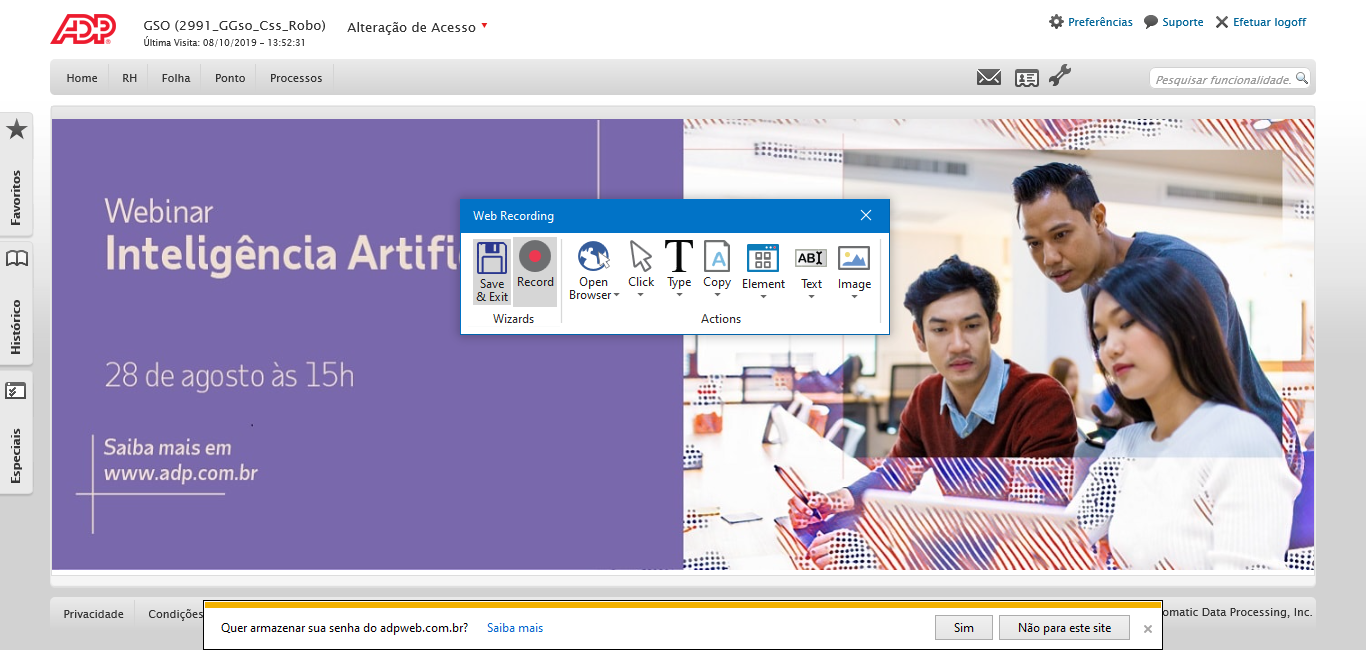 ADP
GSO (2991_GGso_Css_Robo)
Última Visita: 08/10/2019 - 13:52:31
Alteração de Acesso
Preferências
Suporte
Efetuar logoff
Home
RH
Folha
Ponto
Processos
Pesquisar funcionalidade.
Favoritos
Histórico
Especiais
Webinar
Inteligência Artifi
28 de agosto às 15h
Saiba mais em
www.adp.com.br
Web Recording
Save
& Exit
Record
Open
Browser
Click
Type
Copy
Element
Text
Image
Wizards
Actions
Privacidade
Condições
omatic Data Processing, Inc.
Quer armazenar sua senha do adpweb.com.br?
Saiba mais
Sim
Não para este site